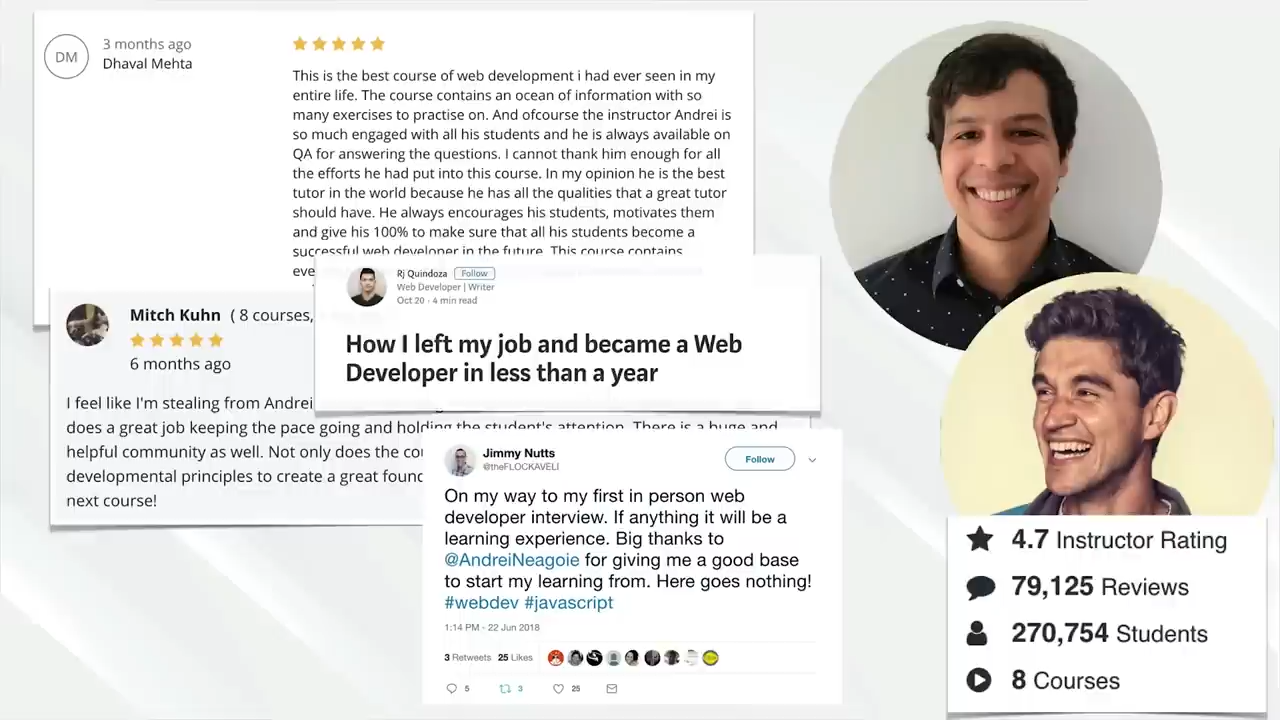 DM
3 months ago
Dhaval Mehta
This is the best course of web development i had ever seen in my
entire life. The course contains an ocean of information with so
many exercises to practise on. And ofcourse the instructor Andrei is
so much engaged with all his students and he is always available on
QA for answering the questions. I cannot thank him enough for all
the efforts he had put into this course. In my opinion he is the best
tutor in the world because he has all the qualities that a great tutor
should have. He always encourages his students, motivates them
and give his 100% to make sure that all his students become a
successful web developer in the future. This course contains
Mitch Kuhn ( 8 courses,
6 months ago
I feel like I'm stealing from Andrei
does a great job keeping the pace going and holding the student's attention. There is a huge and
helpful community as well. Not only does the
developmental principles to create a great
next course!
Rj Quindoza Follow
Web Developer | Writer
Oct 20 · 4 min read
How I left my job and became a Web
Developer in less than a year
Jimmy Nutts
@theFLOCKAVELI
Follow
On my way to my first in person web
developer interview. If anything it will be a
learning experience. Big thanks to
@AndreiNeagoie for giving me a good base
to start my learning from. Here goes nothing!
#webdev #javascript
1:14 PM - 22 Jun 2018
3 Retweets 25 Likes
5 3 25
4.7 Instructor Rating
79,125 Reviews
270,754 Students
8 Courses